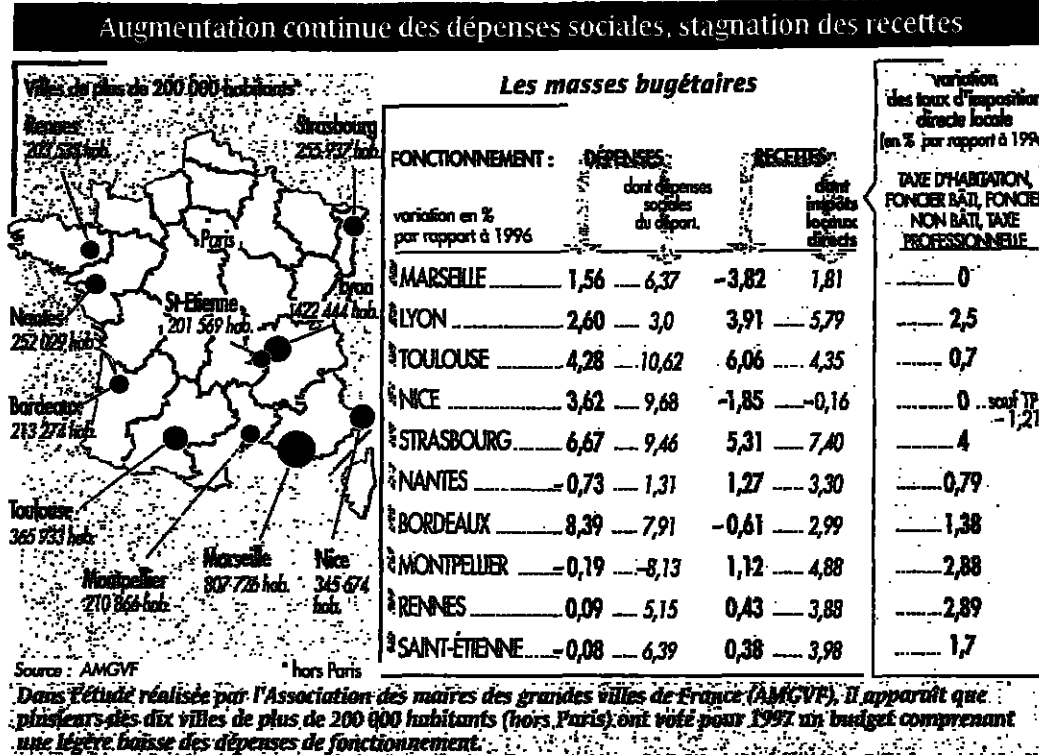 Augmentation continue des dépenses sociales, stagnation des recettes
Villes de plus de 200 000 habitants*
Rennes
Strasbourg
255 937 hab.
Paris
Lyon
422 444 hab.
St-Etienne
201 569 hab.
Nantes
252 029 hab.
Bordeaux
213 274 hab.
Toulouse
365 933 hab.
Montpellier
210 866 hab.
Marseille
807 726 hab.
Nice
345 674
hab.
Source : AMGVF
* hors Paris
Les masses bugétaires
FONCTIONNEMENT : DÉPENSES RECETTES
variation en %
par rapport à 1996
dont dépenses
sociales
du départ.
dont
impôts
locaux
directs
variation
des taux d'imposition
directe locale
(en % par rapport à 1996
TAXE D'HABITATION,
FONCIER BÂTI, FONCIER
NON BÂTI, TAXE
PROFESSIONNELLE
MARSEILLE 1,56 6,37 -3,82 1,81 0
LYON 2,60 3,0 3,91 5,79 2,5
TOULOUSE 4,28 10,62 6,06 4,35 0,7
NICE 3,62 9,68 -1,85 -0,16 0 sauf TP
- 1,21
STRASBOURG 6,67 9,46 5,31 7,40 4
NANTES -0,73 1,31 1,27 3,30 0,79
BORDEAUX 8,39 7,91 -0,61 2,99 1,38
MONTPELLIER -0,19 -8,13 1,12 4,88 2,88
RENNES 0,09 5,15 0,43 3,88 2,89
SAINT-ÉTIENNE -0,08 6,39 0,38 3,98 1,7
Dans l'étude réalisée par l'Association des maires des grandes villes de France (AMGVF), il apparaît que
plusieurs des dix villes de plus de 200 000 habitants (hors Paris) ont voté pour 1997 un budget comprenant
une légère baisse des dépenses de fonctionnement.